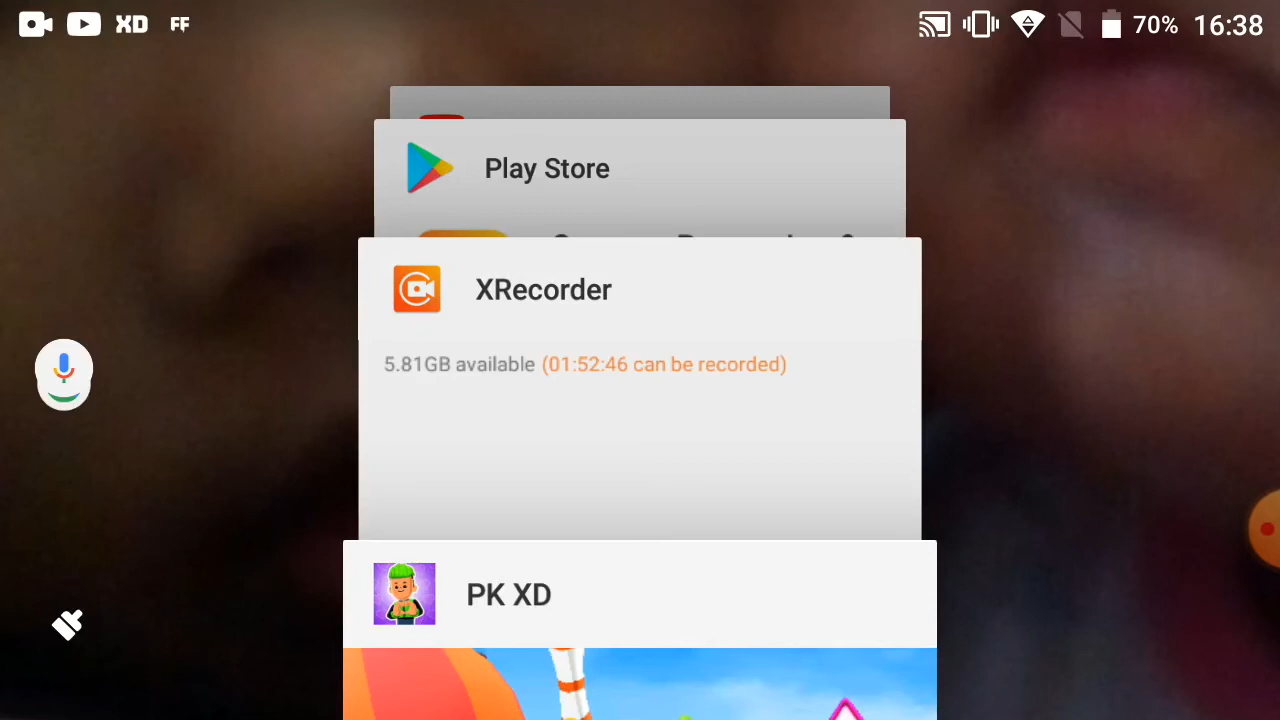 XD FF 70% 16:38
Play Store
XRecorder
5.81GB available (01:52:46 can be recorded)
PK XD